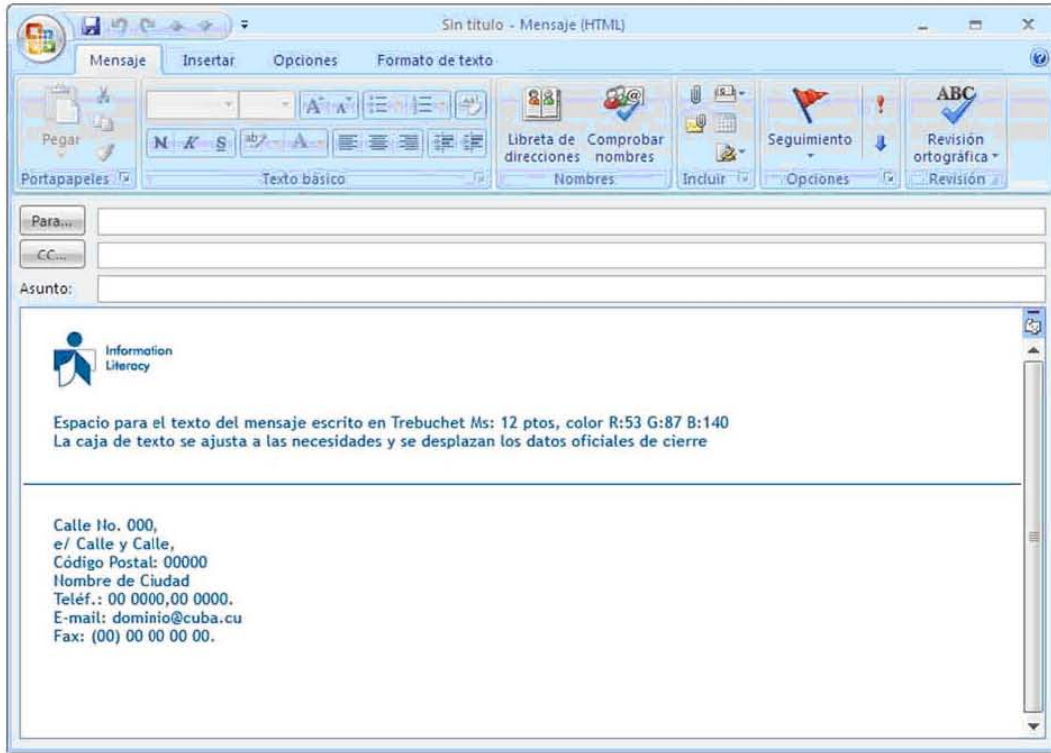 Sin título - Mensaje (HTML)
Mensaje Insertar Opciones Formato de texto
Pegar
Portapapeles
N K S
Texto básico
Libreta de direcciones
Comprobar nombres
Nombres
Incluir
Seguimiento
Opciones
ABC
Revisión ortográfica
Revisión
Para...
CC...
Asunto:
Information
Literacy
Espacio para el texto del mensaje escrito en Trebuchet Ms: 12 ptos, color R:53 G:87 B:140
La caja de texto se ajusta a las necesidades y se desplazan los datos oficiales de cierre
Calle No. 000,
e/ Calle y Calle,
Código Postal: 00000
Nombre de Ciudad
Teléf.: 00 0000,00 0000.
E-mail: dominio@cuba.cu
Fax: (00) 00 00 00 00.